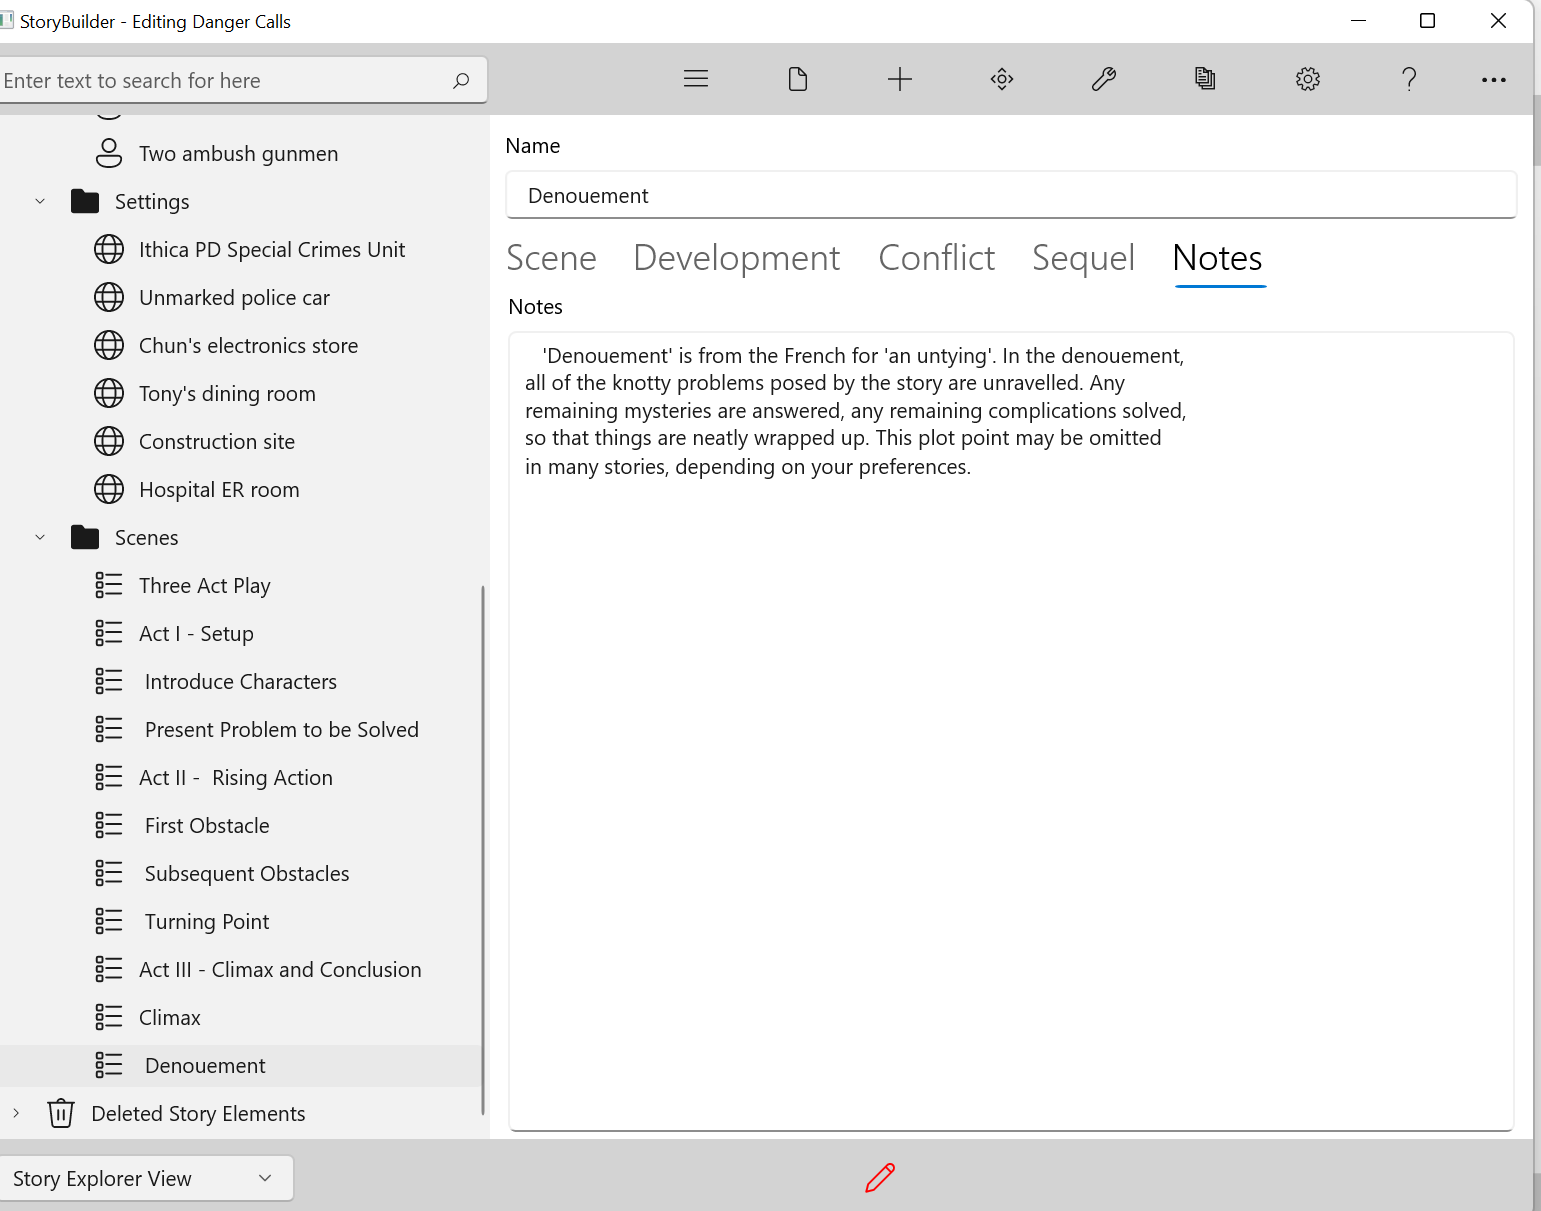 StoryBuilder - Editing Danger Calls
Enter text to search for here
Two ambush gunmen
Settings
Ithica PD Special Crimes Unit
Unmarked police car
Chun's electronics store
Tony's dining room
Construction site
Hospital ER room
Scenes
Three Act Play
Act I - Setup
Introduce Characters
Present Problem to be Solved
Act II -  Rising Action
First Obstacle
Subsequent Obstacles
Turning Point
Act III - Climax and Conclusion
Climax
Denouement
Deleted Story Elements
Story Explorer View
Name
Denouement
Scene Development Conflict Sequel Notes
Notes
'Denouement' is from the French for 'an untying'. In the denouement,
all of the knotty problems posed by the story are unravelled. Any
remaining mysteries are answered, any remaining complications solved,
so that things are neatly wrapped up. This plot point may be omitted
in many stories, depending on your preferences.